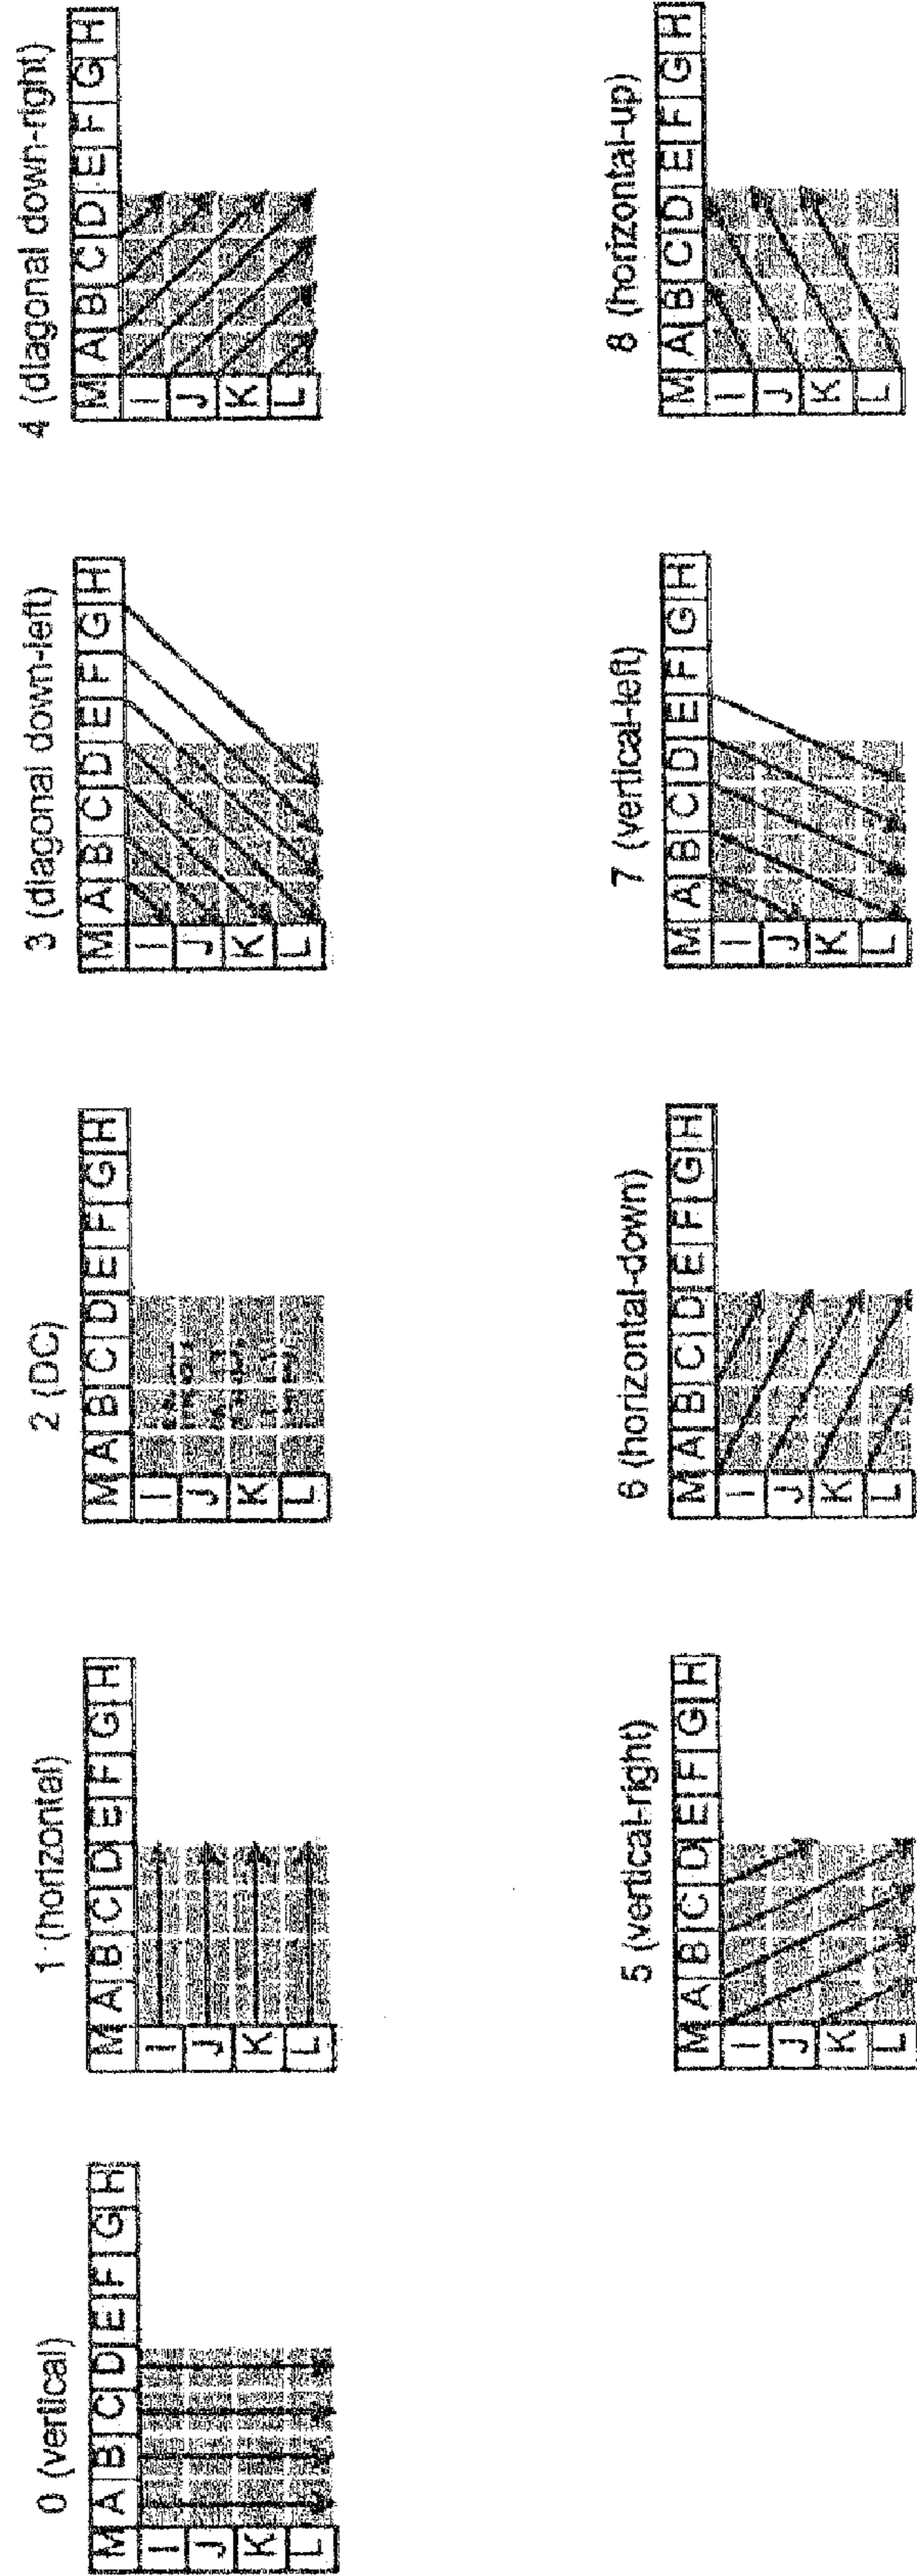 0 (vertical)
M A B C D E F G H
I
J
K
L
1 (horizontal)
M A B C D E F G H
I
J
K
L
2 (DC)
M A B C D E F G H
I
J
K
L
3 (diagonal down-left)
M A B C D E F G H
I
J
K
L
4 (diagonal down-right)
M A B C D E F G H
I
J
K
L
5 (vertical-right)
M A B C D E F G H
I
J
K
L
6 (horizontal-down)
M A B C D E F G H
I
J
K
L
7 (vertical-left)
M A B C D E F G H
I
J
K
L
8 (horizontal-up)
M A B C D E F G H
I
J
K
L